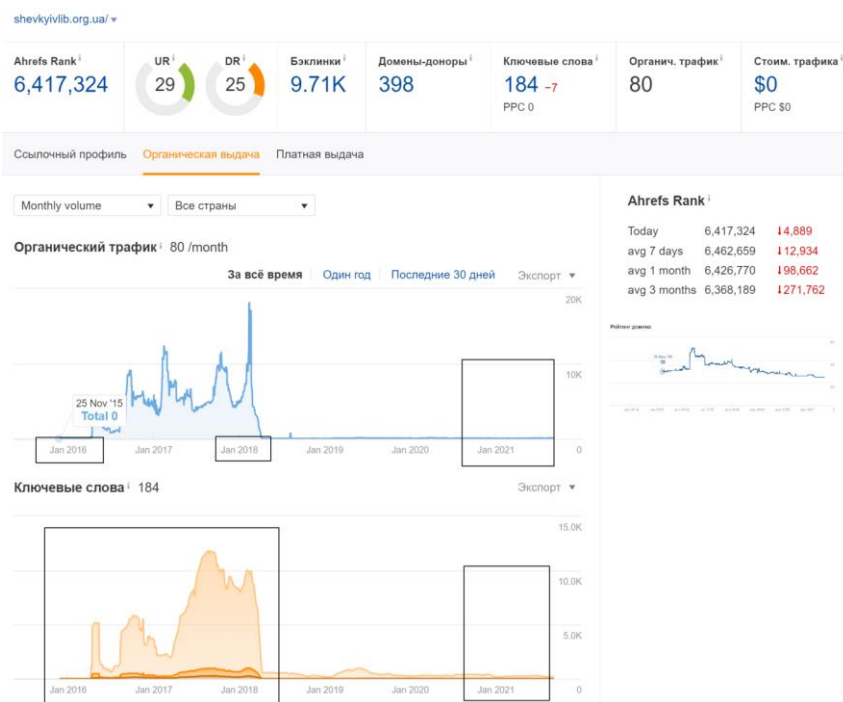 shevkyivlib.org.ua/
Ahrefs Rank
6,417,324
UR
29
DR
25
Бэклинки
9.71K
Домены-доноры
398
Ключевые слова
184 -7
PPC 0
Органич. трафик
80
Стоим. трафика
$0
PPC $0
Ссылочный профиль Органическая выдача Платная выдача
Monthly volume Все страны
Органический трафик 80 /month
За всё время Один год Последние 30 дней Экспорт
20K
10K
25 Nov '15
Total 0
Jan 2016 Jan 2017 Jan 2018 Jan 2019 Jan 2020 Jan 2021 0
Ключевые слова 184 Экспорт
15.0K
10.0K
5.0K
Jan 2016 Jan 2017 Jan 2018 Jan 2019 Jan 2020 Jan 2021 0
Ahrefs Rank
Today 6,417,324 ↓4,889
avg 7 days 6,462,659 ↓12,934
avg 1 month 6,426,770 ↓98,662
avg 3 months 6,368,189 ↓271,762
Рейтинг домена